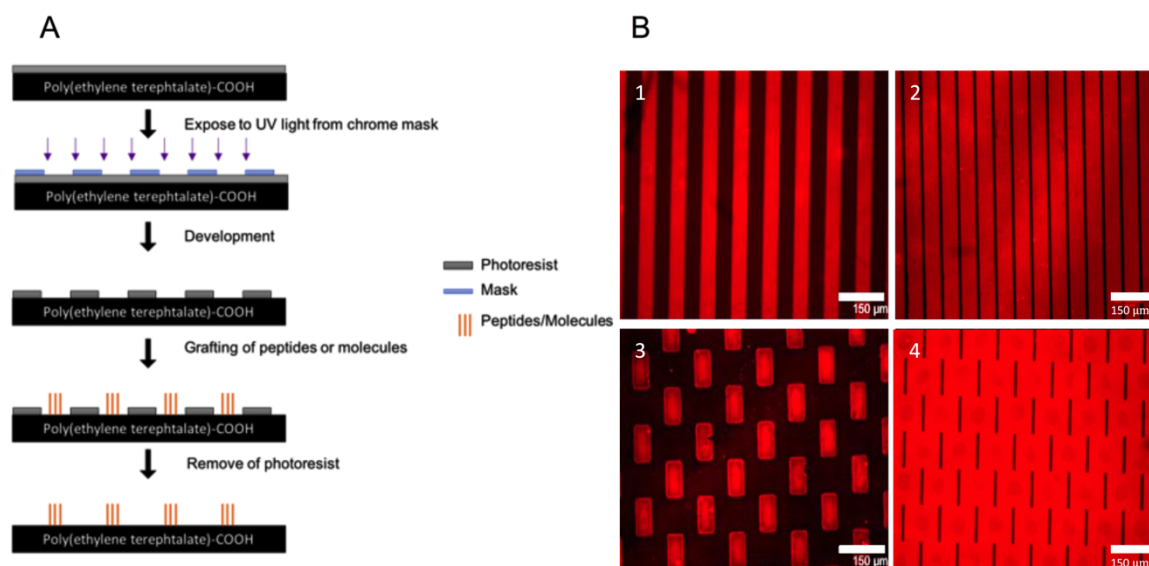 A
Poly(ethylene terephtalate)-COOH
Expose to UV light from chrome mask
Poly(ethylene terephtalate)-COOH
Development
Poly(ethylene terephtalate)-COOH
Grafting of peptides or molecules
Poly(ethylene terephtalate)-COOH
Remove of photoresist
Poly(ethylene terephtalate)-COOH
Photoresist
Mask
Peptides/Molecules
B
1
150 µm
2
150 µm
3
150 µm
4
150 µm